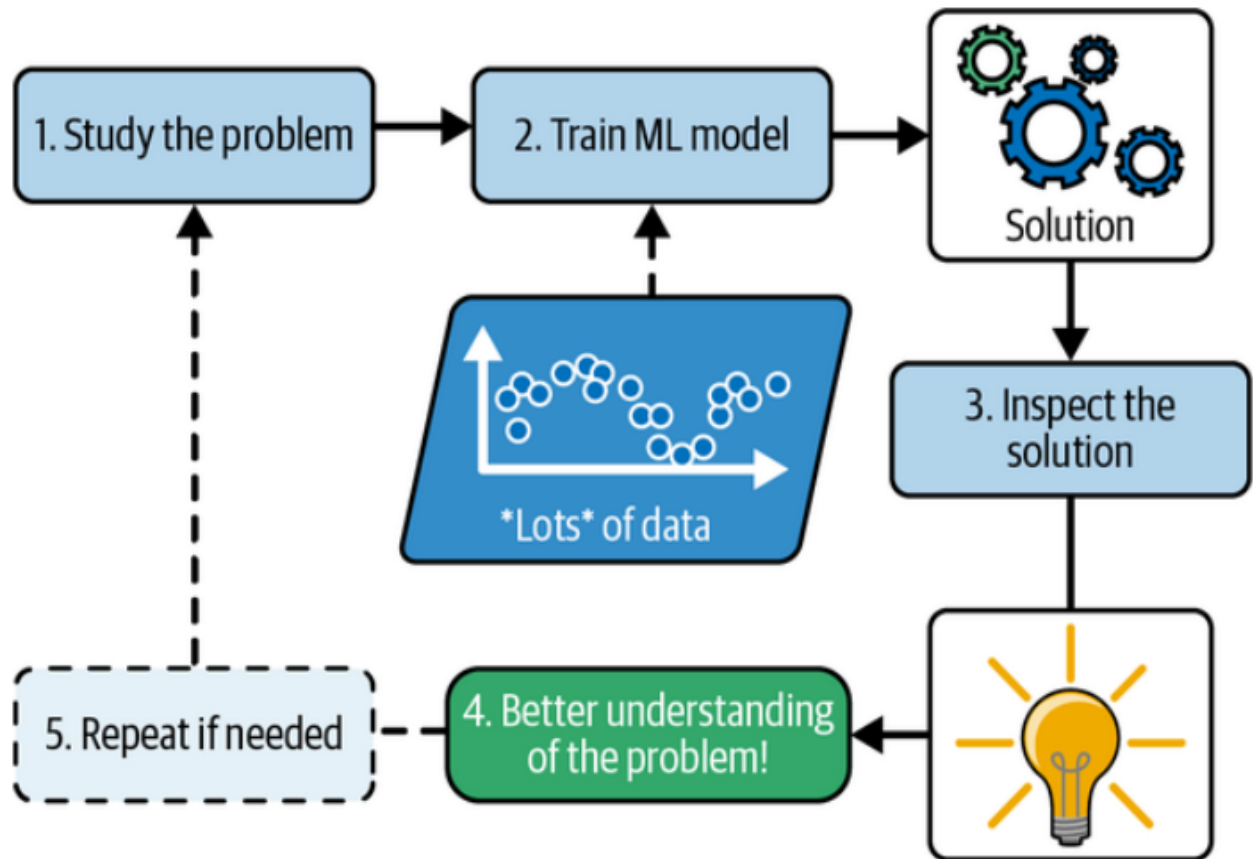 1. Study the problem
2. Train ML model
Solution
*Lots* of data
3. Inspect the
solution
4. Better understanding
of the problem!
5. Repeat if needed